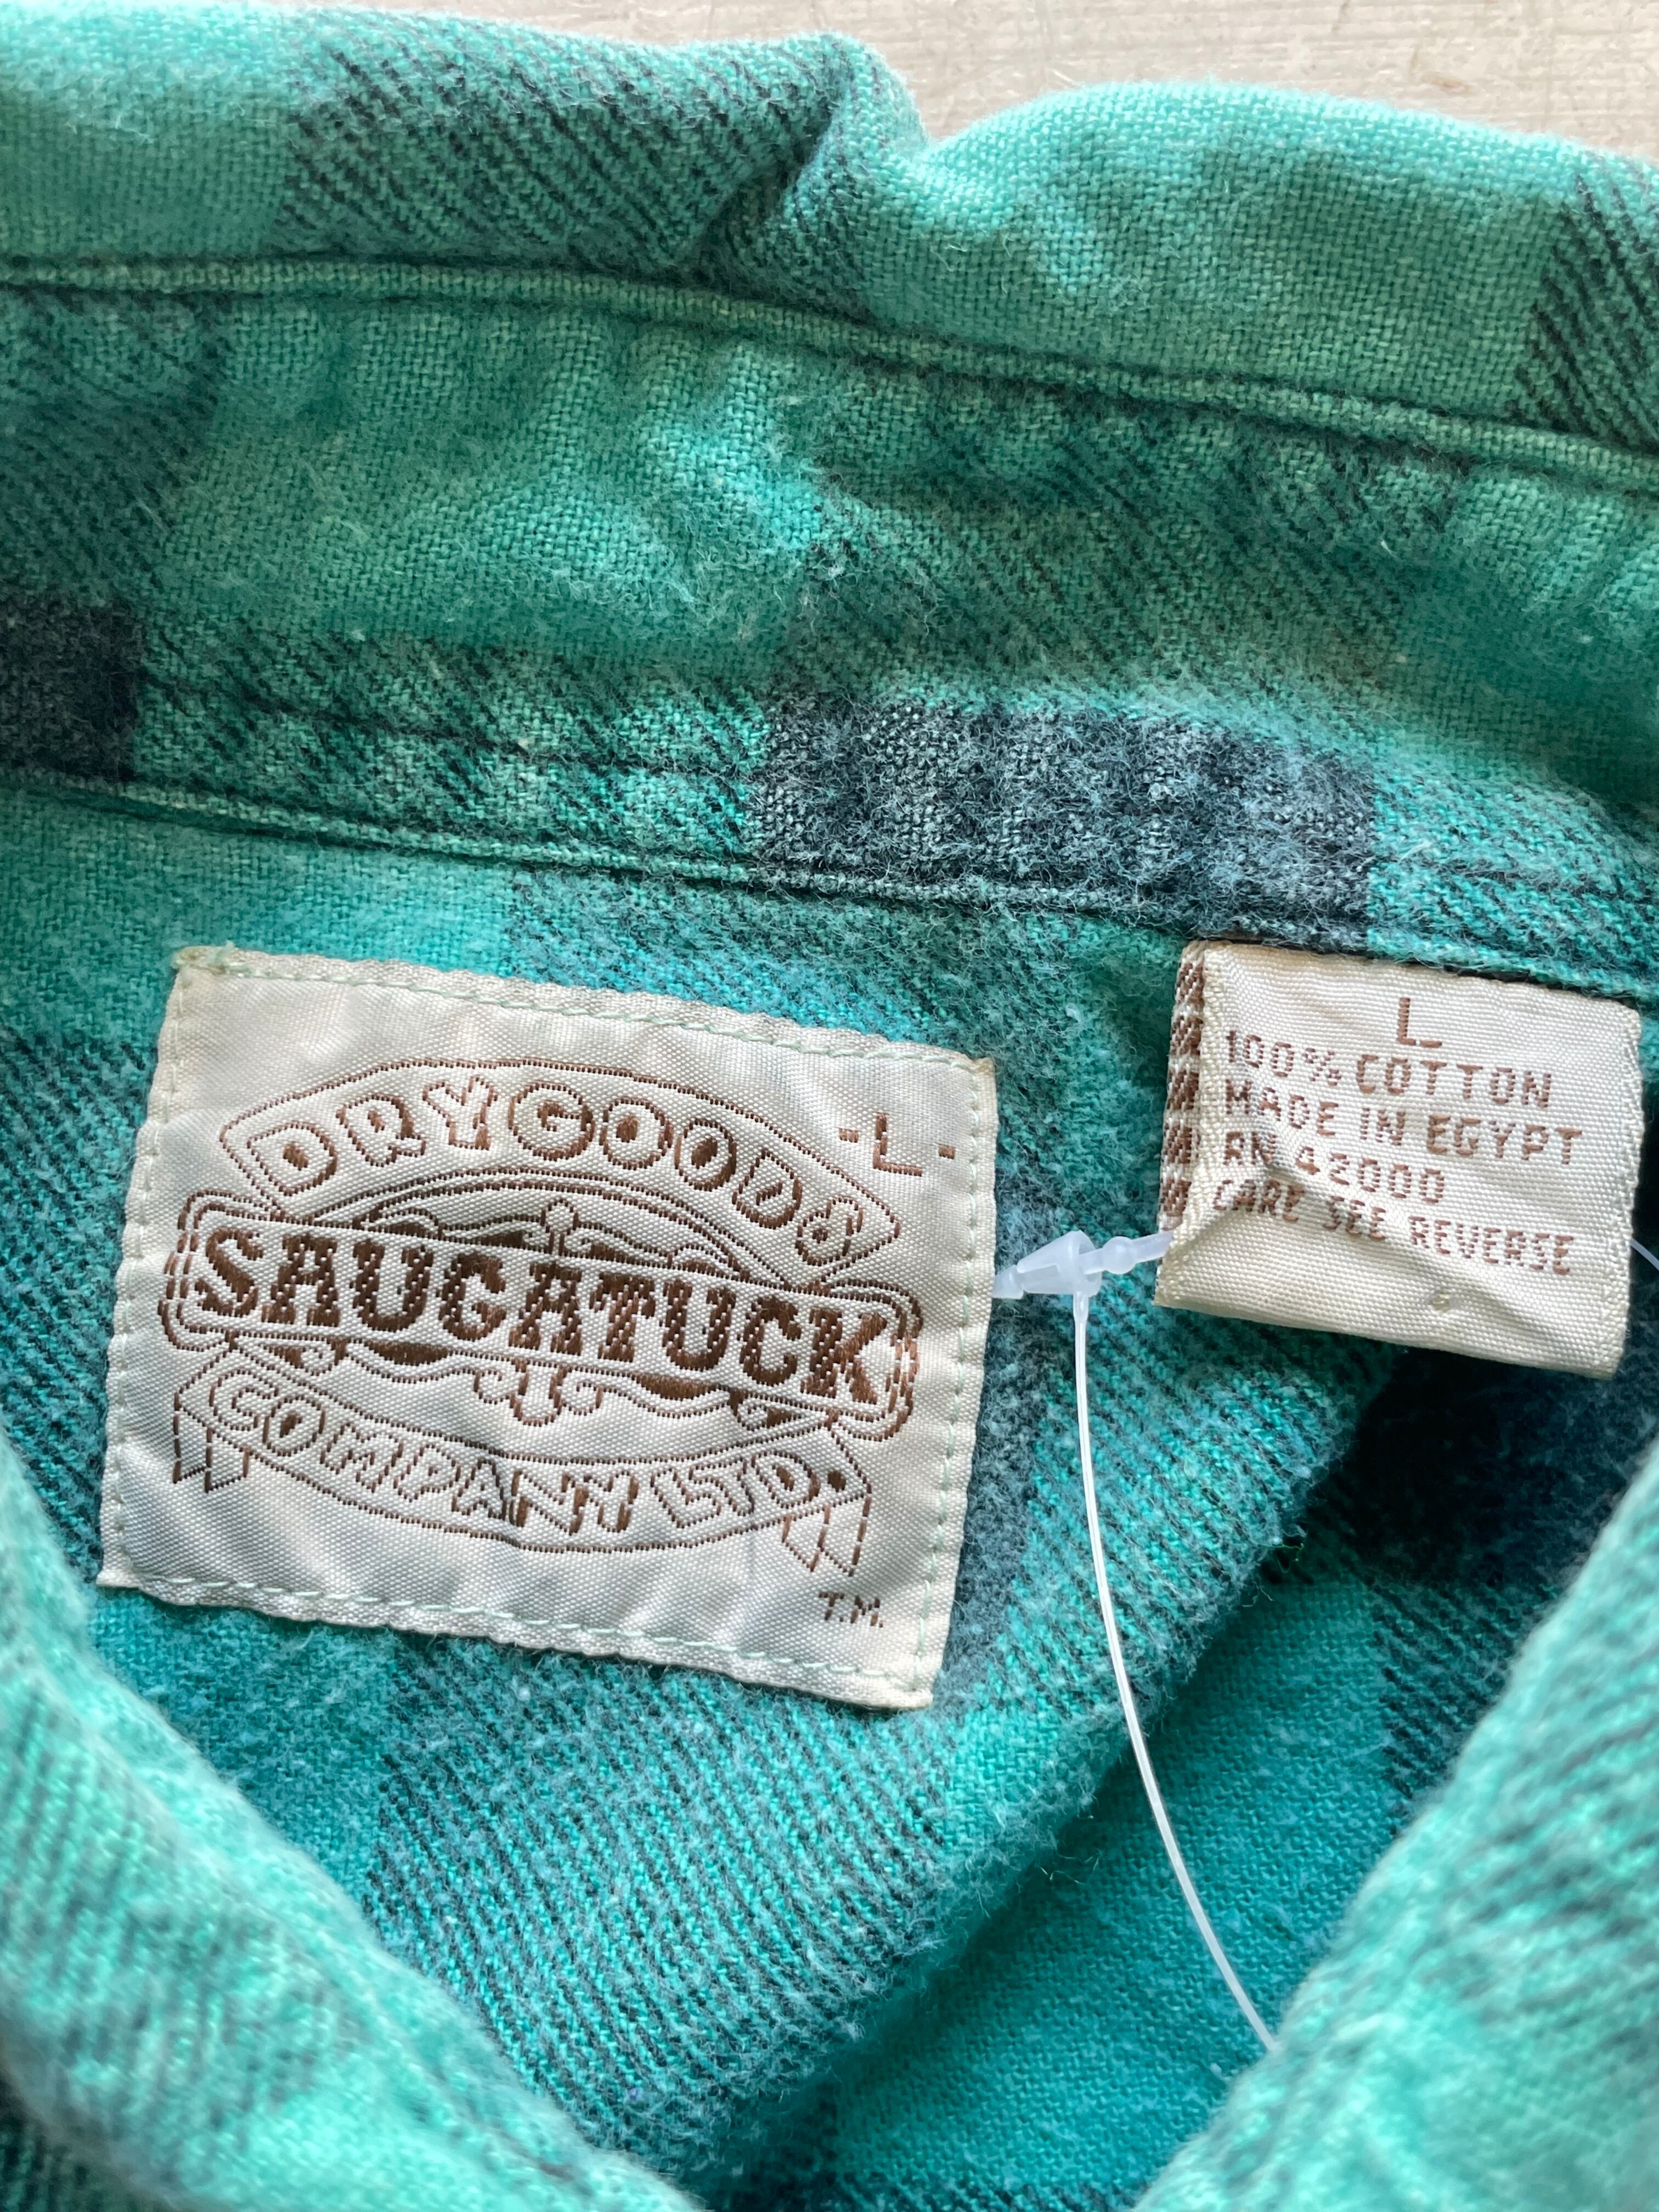 DRY GOODS
-L-
SAUGATUCK
COMPANY LTD.
T.M.
L
100% COTTON
MADE IN EGYPT
RN 42000
CARE SEE REVERSE